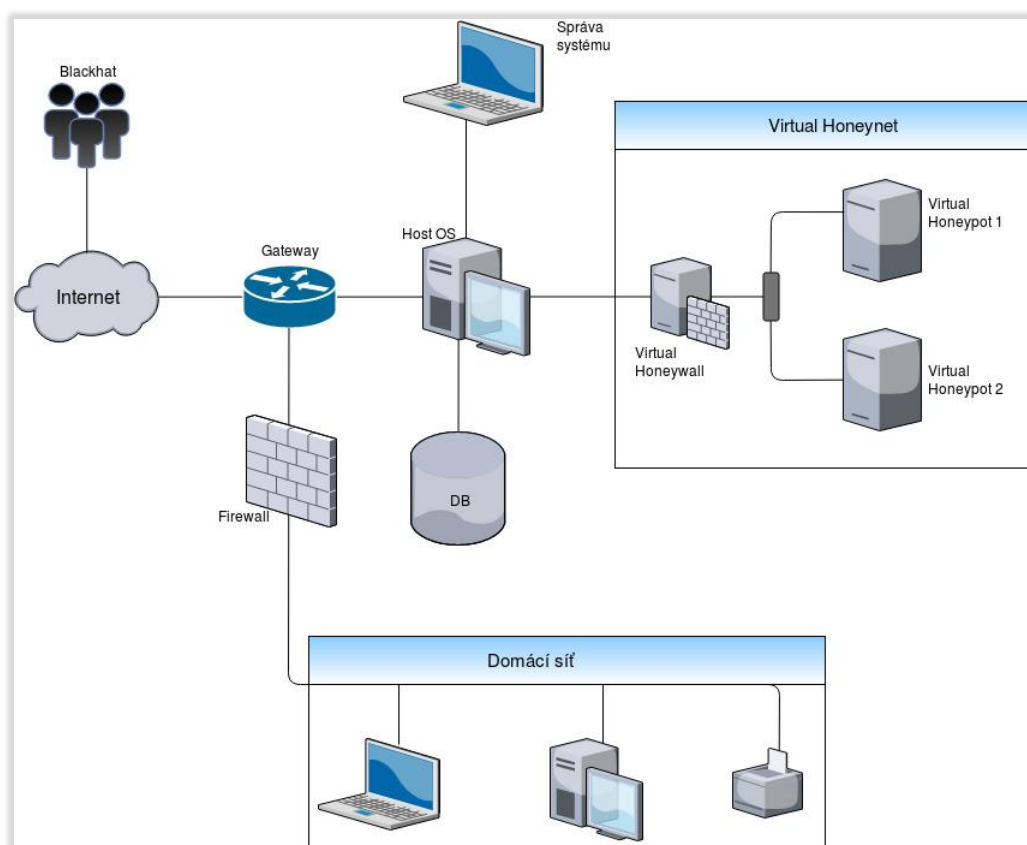 Správa
systému
Blackhat
Virtual Honeynet
Virtual
Honeypot 1
Host OS
Gateway
Internet
Virtual
Honeywall
Virtual
Honeypot 2
DB
Firewall
Domácí síť